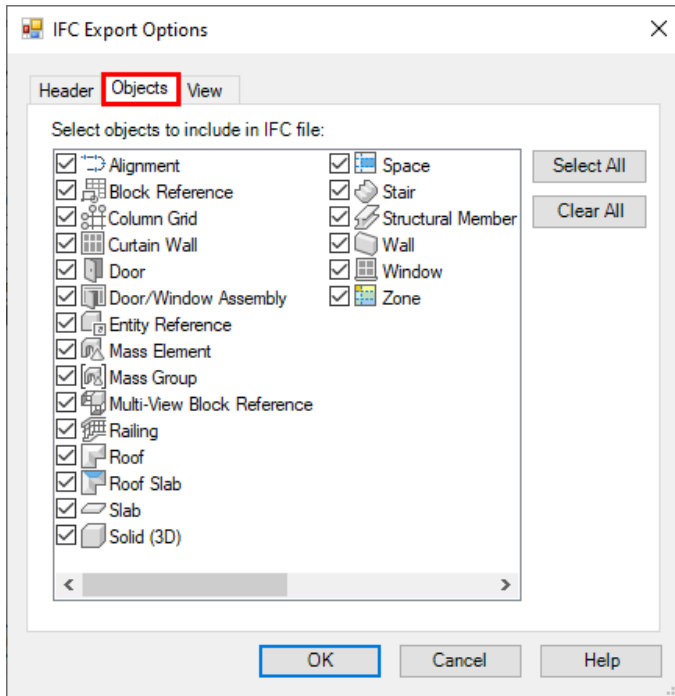 IFC Export Options
Header Objects View
Select objects to include in IFC file:
Alignment
Block Reference
Column Grid
Curtain Wall
Door
Door/Window Assembly
Entity Reference
Mass Element
Mass Group
Multi-View Block Reference
Railing
Roof
Roof Slab
Slab
Solid (3D)
Space
Stair
Structural Member
Wall
Window
Zone
Select All
Clear All
OK Cancel Help